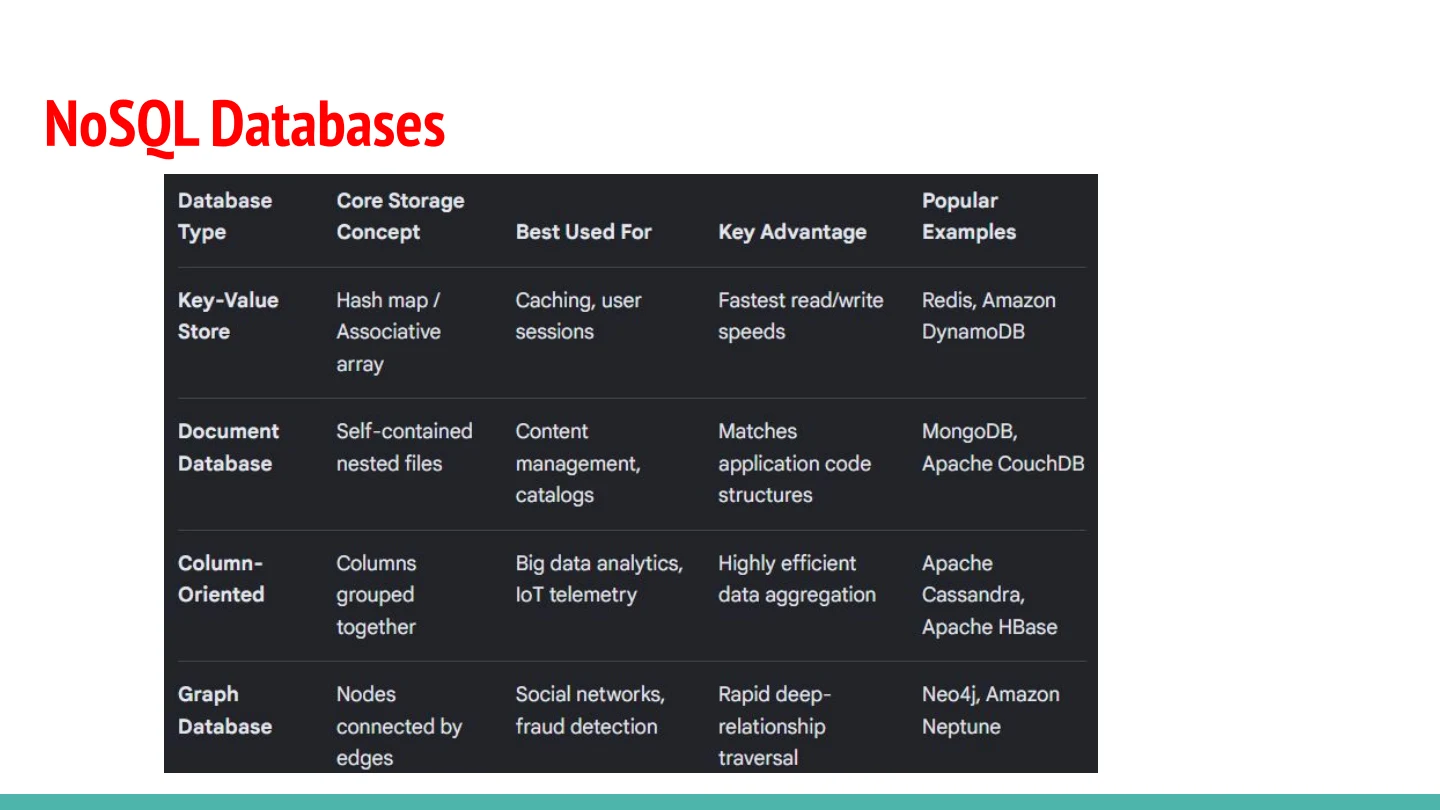 NoSQL Databases
Database Type | Core Storage Concept | Best Used For | Key Advantage | Popular Examples
Key-Value Store | Hash map / Associative array | Caching, user sessions | Fastest read/write speeds | Redis, Amazon DynamoDB
Document Database | Self-contained nested files | Content management, catalogs | Matches application code structures | MongoDB, Apache CouchDB
Column-Oriented | Columns grouped together | Big data analytics, IoT telemetry | Highly efficient data aggregation | Apache Cassandra, Apache HBase
Graph Database | Nodes connected by edges | Social networks, fraud detection | Rapid deep-relationship traversal | Neo4j, Amazon Neptune